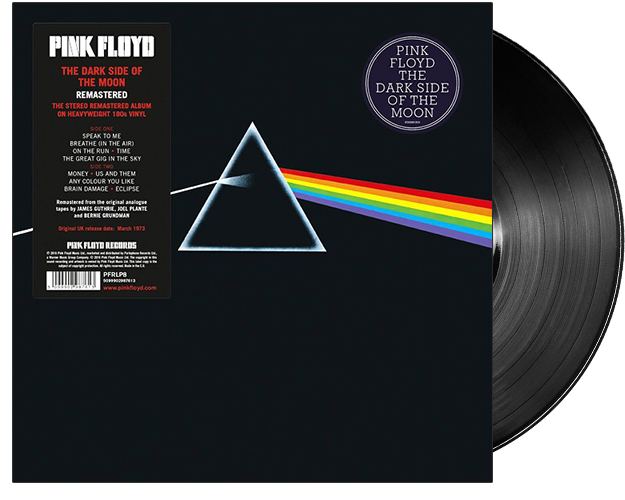 PINK FLOYD
THE DARK SIDE OF
THE MOON
REMASTERED
THE STEREO REMASTERED ALBUM
ON HEAVYWEIGHT 180G VINYL
SIDE ONE
SPEAK TO ME
BREATHE (IN THE AIR)
ON THE RUN • TIME
THE GREAT GIG IN THE SKY
SIDE TWO
MONEY • US AND THEM
ANY COLOUR YOU LIKE
BRAIN DAMAGE • ECLIPSE
Remastered from the original analogue
tapes by JAMES GUTHRIE, JOEL PLANTE
and BERNIE GRUNDMAN
Original UK release date: March 1973
PINK FLOYD RECORDS
PFRLP8
www.pinkfloyd.com
PINK
FLOYD
THE
DARK SIDE
OF THE
MOON